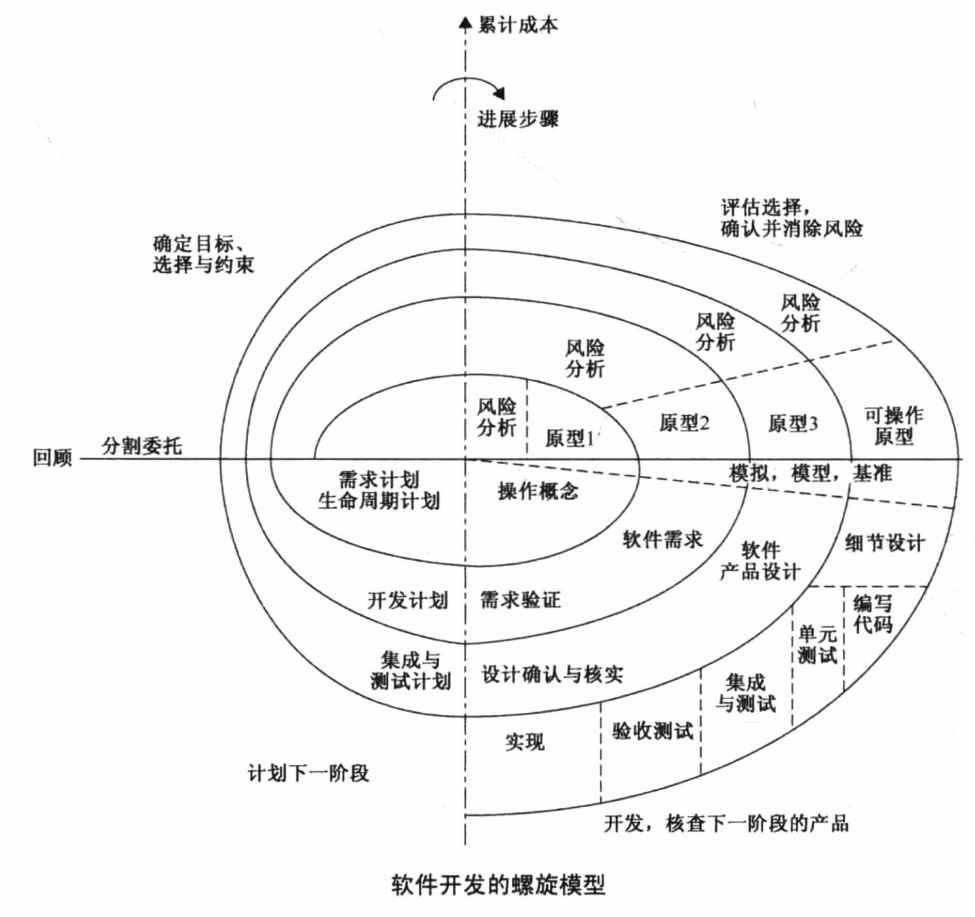 累计成本
进展步骤
评估选择，
确认并消除风险
确定目标、
选择与约束
风险
分析
风险
分析
风险
分析
风险
分析
原型1
原型2
原型3
可操作
原型
回顾
分割委托
需求计划
生命周期计划
操作概念
模拟，模型，基准
软件需求
软件
产品设计
细节设计
开发计划
需求验证
编写
代码
单元
测试
集成与
测试计划
设计确认与核实
集成
与测试
验收测试
实现
计划下一阶段
开发，核查下一阶段的产品
软件开发的螺旋模型